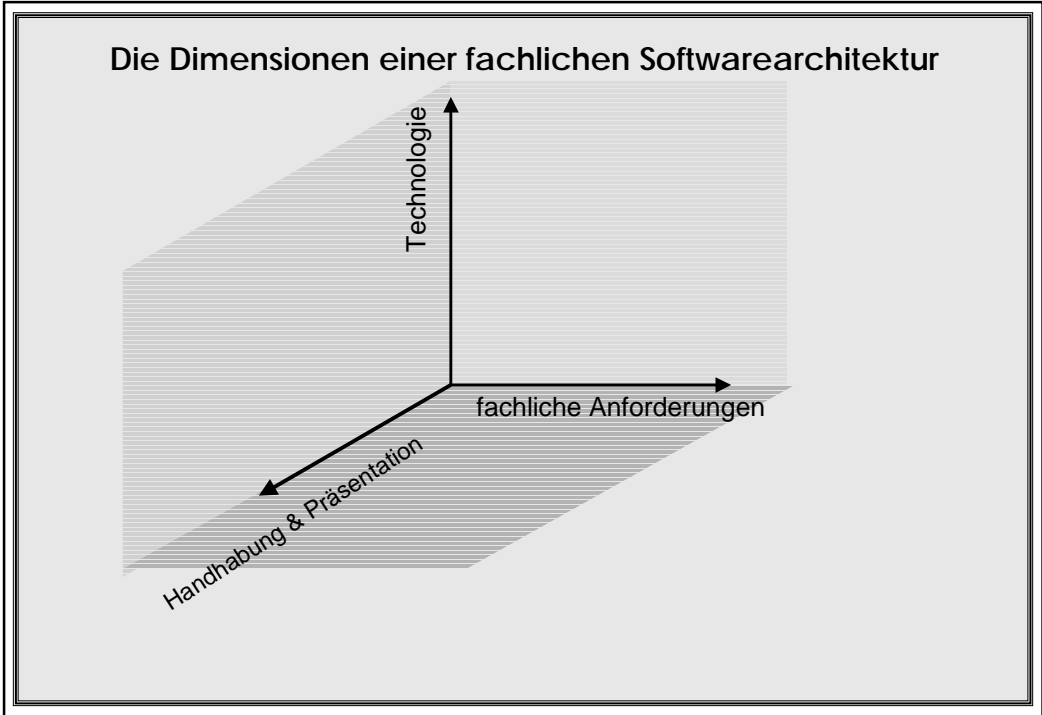 Die Dimensionen einer fachlichen Softwarearchitektur
Technologie
fachliche Anforderungen
Handhabung & Präsentation